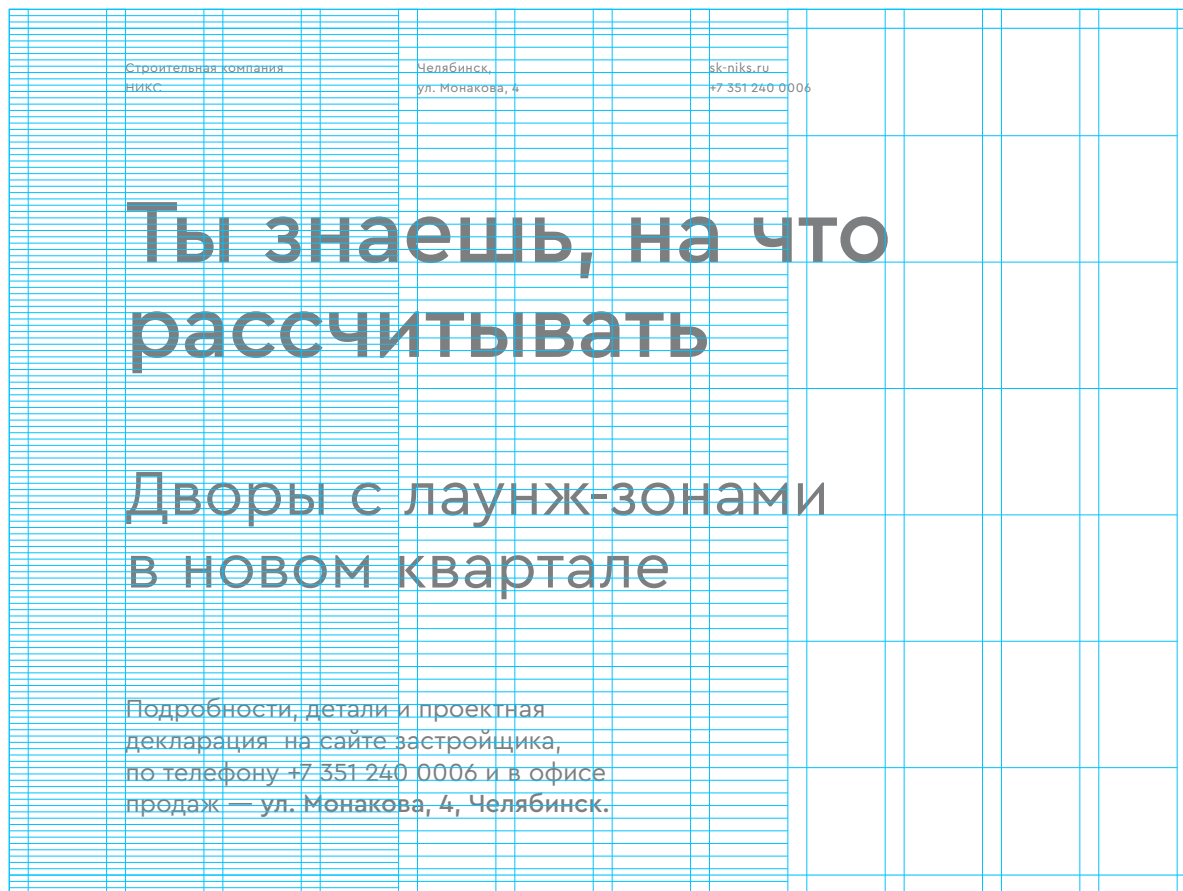 Строительная компания
НИКС
Челябинск,
ул. Монакова, 4
sk-niks.ru
+7 351 240 0006
Ты знаешь, на что
рассчитывать
Дворы с лаунж-зонами
в новом квартале
Подробности, детали и проектная
декларация на сайте застройщика,
по телефону +7 351 240 0006 и в офисе
продаж — ул. Монакова, 4, Челябинск.